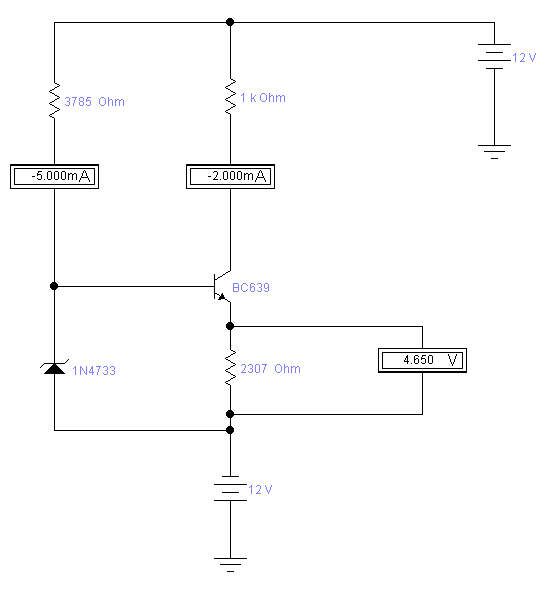 12 V
3785 Ohm
1 k Ohm
-5.000mA
-2.000mA
BC639
4.650 V
1N4733
2307 Ohm
12 V